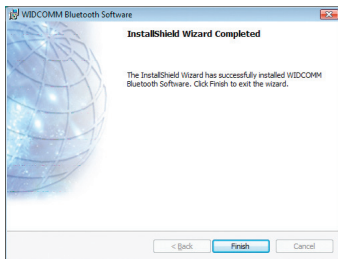 WIDCOMM Bluetooth Software
InstallShield Wizard Completed
The InstallShield Wizard has successfully installed WIDCOMM
Bluetooth Software. Click Finish to exit the wizard.
< Back
Finish
Cancel